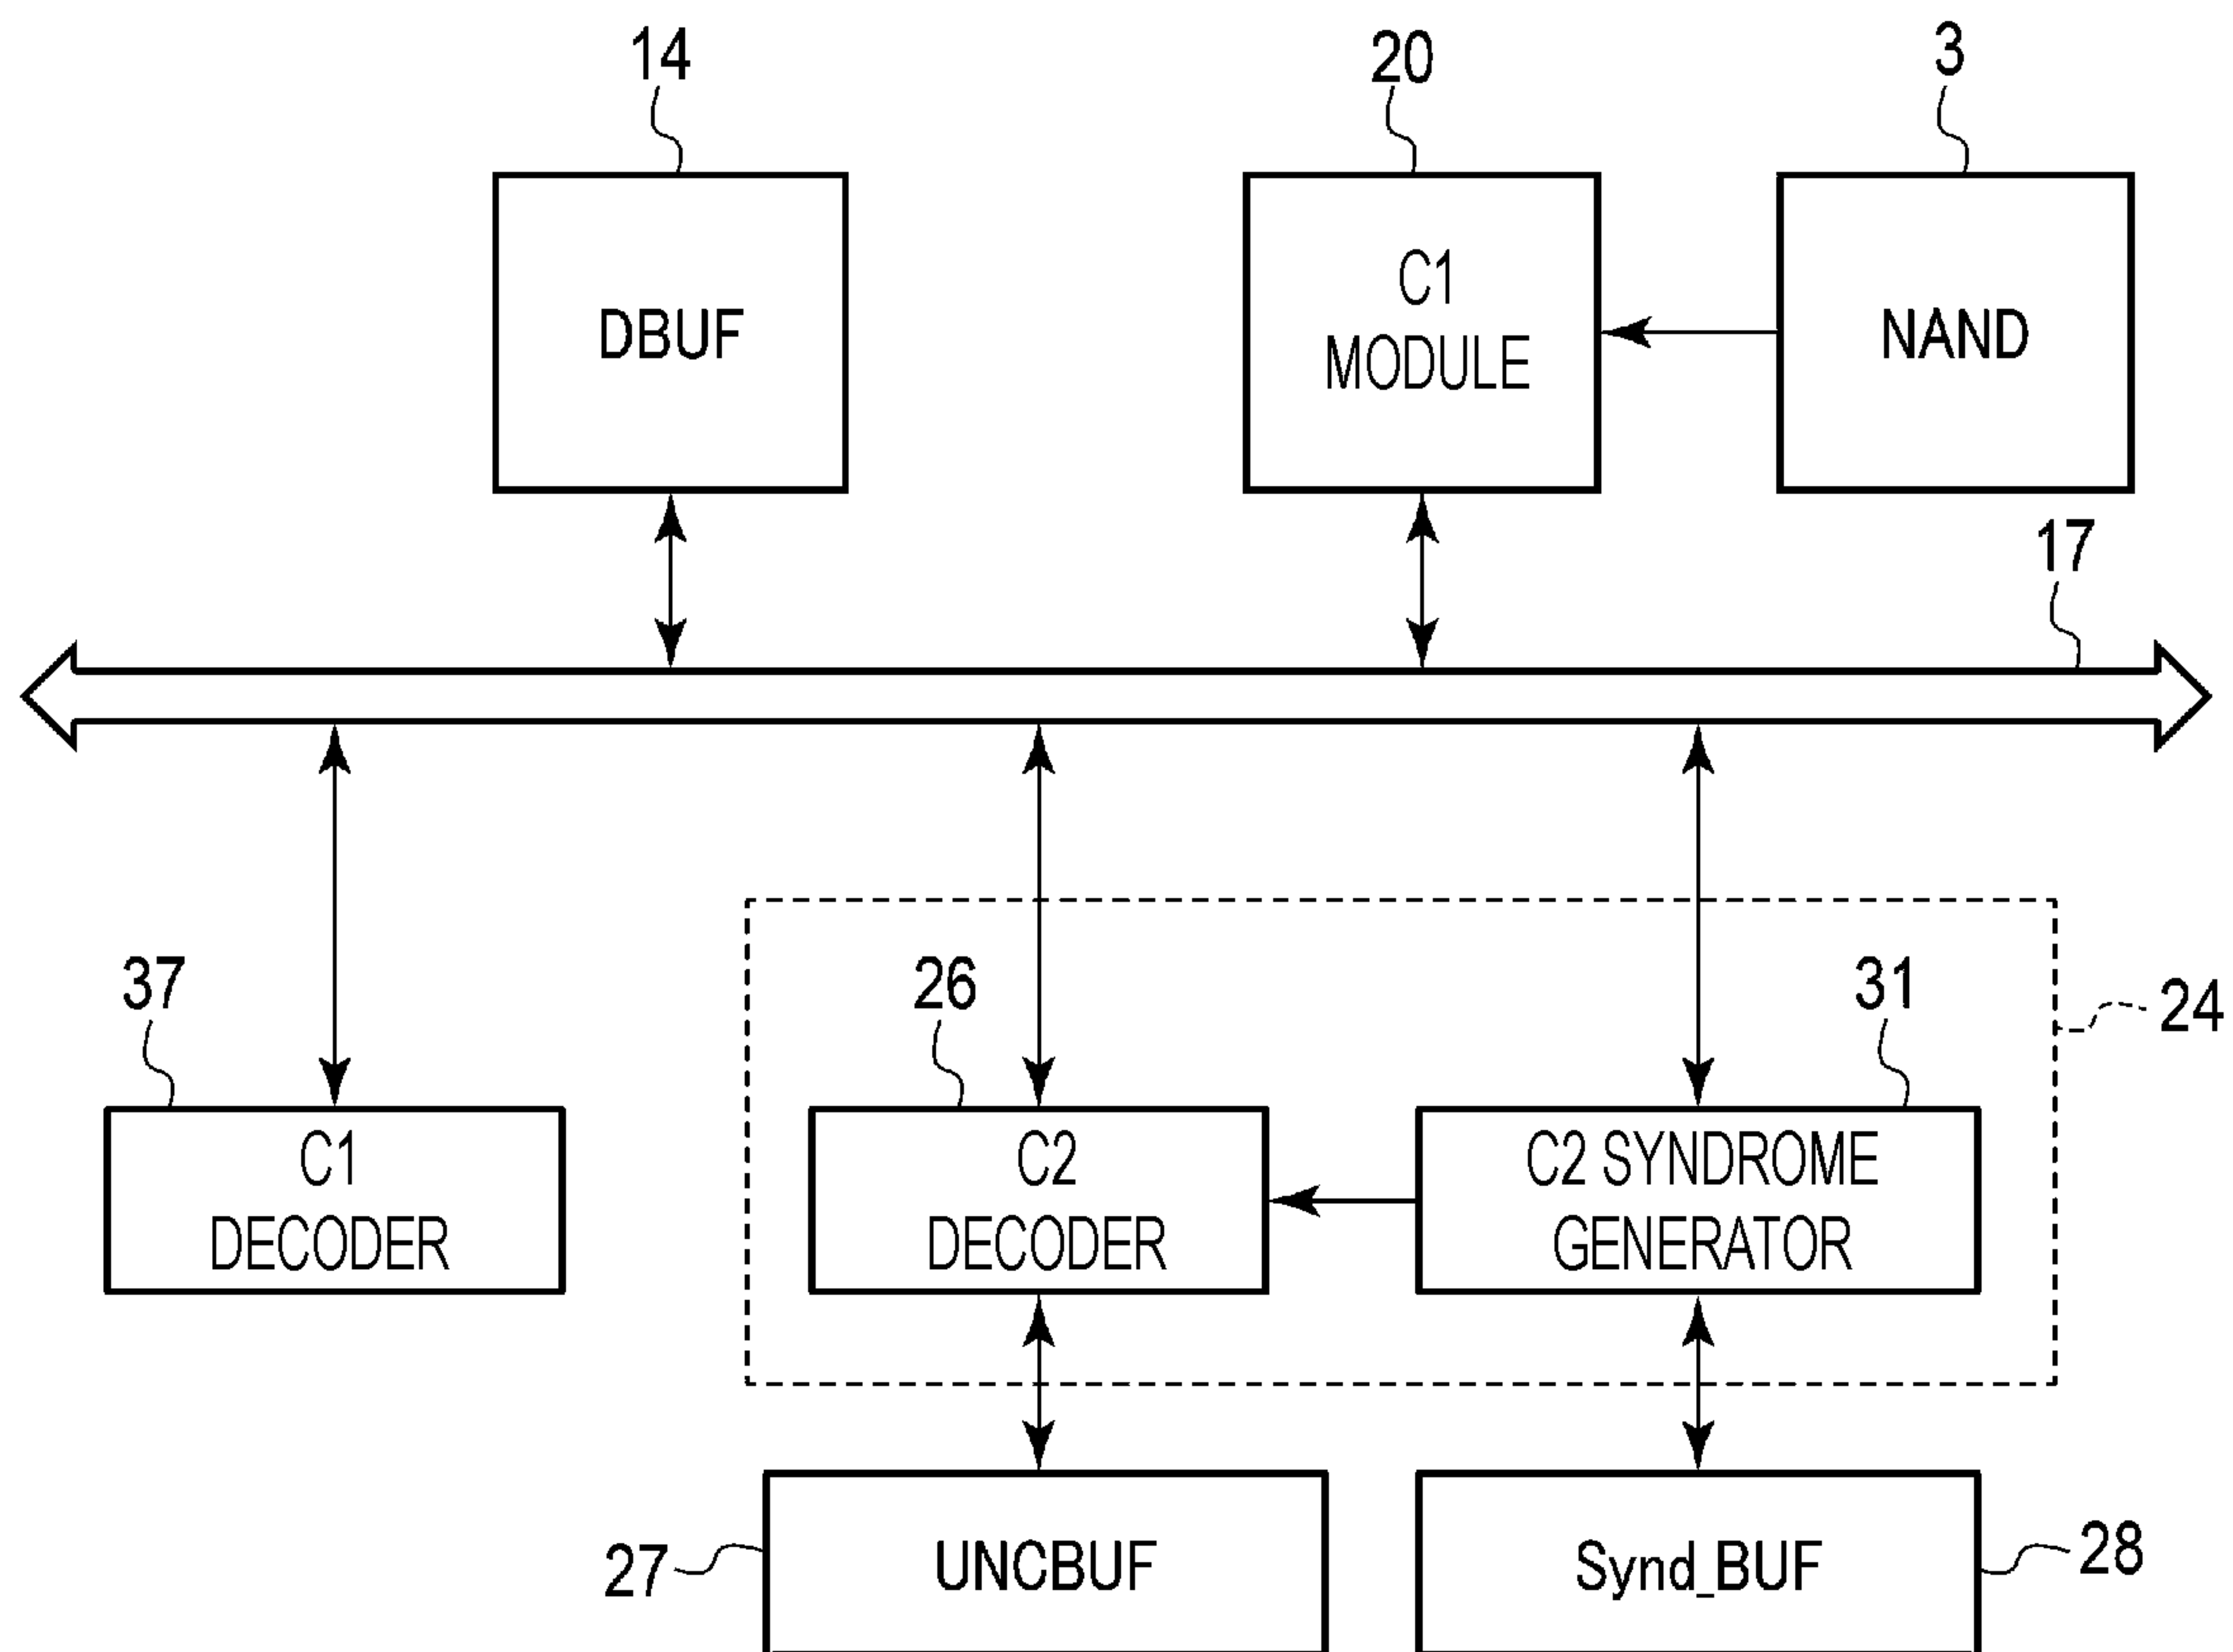 14
20
3
DBUF
C1
MODULE
NAND
17
37
26
31
24
C1
DECODER
C2
DECODER
C2 SYNDROME
GENERATOR
27
UNCBUF
Synd_BUF
28